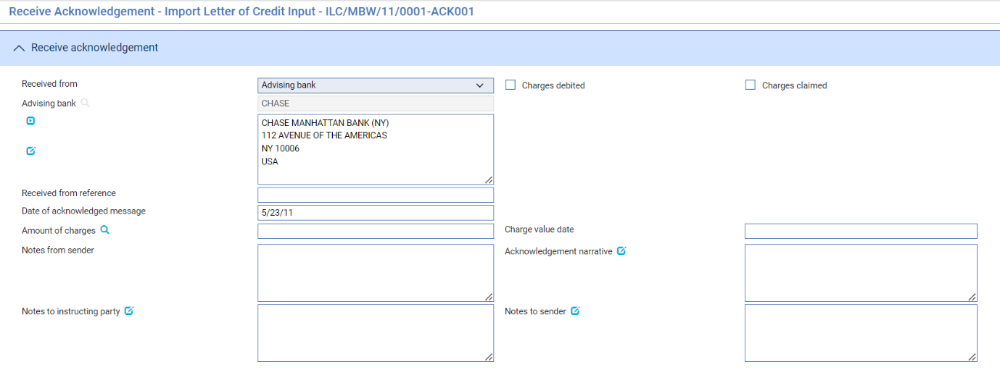 Receive Acknowledgement - Import Letter of Credit Input - ILC/MBW/11/0001-ACK001
Receive acknowledgement
Received from
Advising bank
Charges debited
Charges claimed
Advising bank
CHASE
CHASE MANHATTAN BANK (NY)
112 AVENUE OF THE AMERICAS
NY 10006
USA
Received from reference
Date of acknowledged message
5/23/11
Amount of charges
Charge value date
Notes from sender
Acknowledgement narrative
Notes to instructing party
Notes to sender